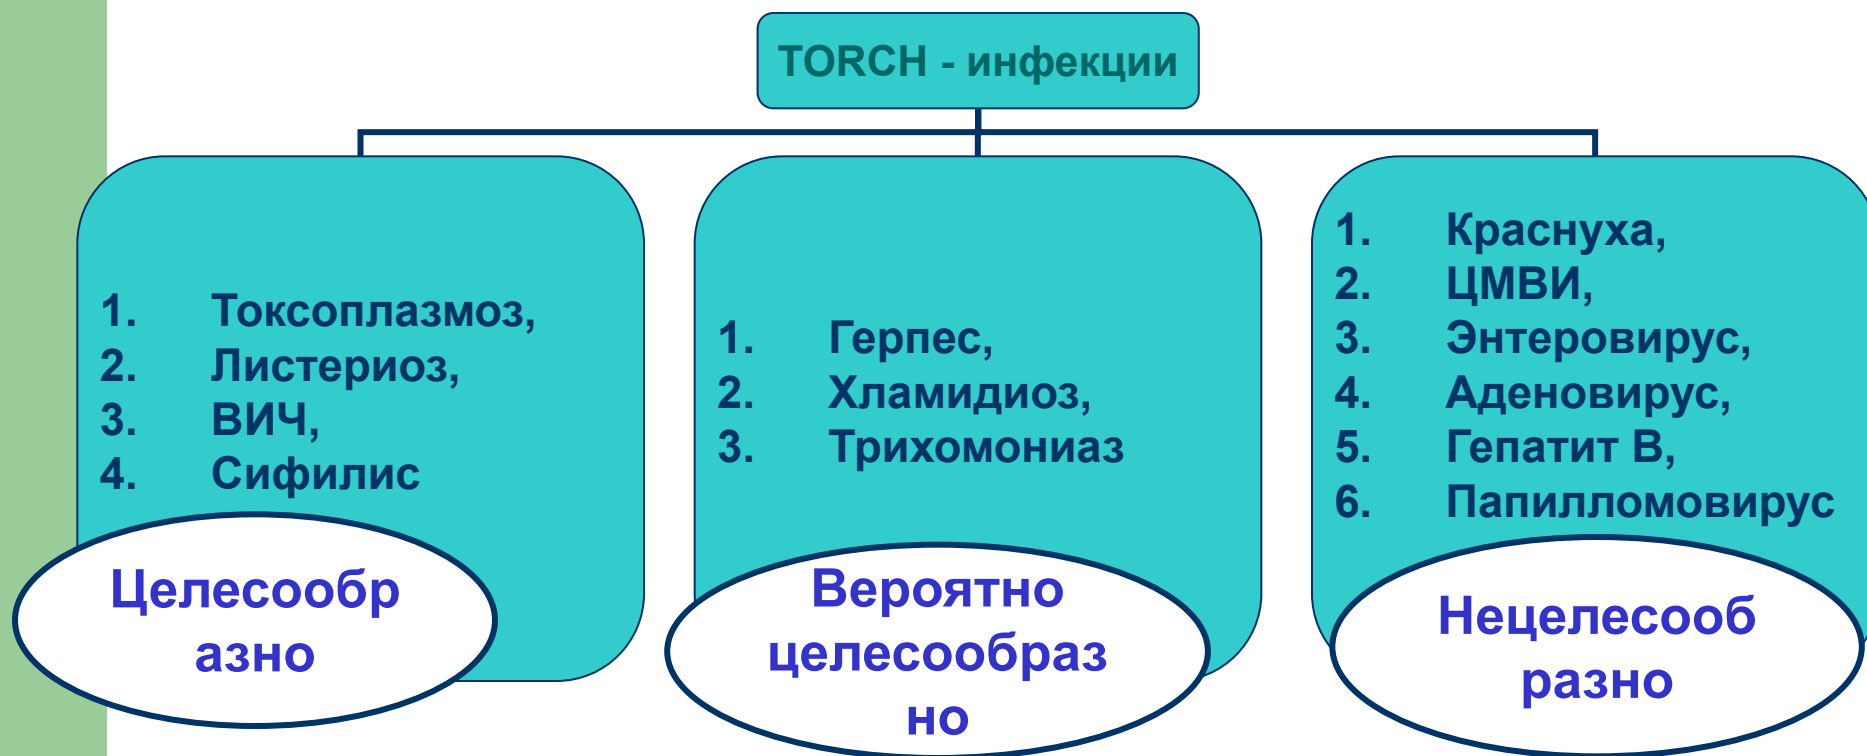 TORCH - инфекции
1. Токсоплазмоз,
2. Листериоз,
3. ВИЧ,
4. Сифилис
Целесообр
азно
1. Герпес,
2. Хламидиоз,
3. Трихомониаз
Вероятно
целесообраз
но
1. Краснуха,
2. ЦМВИ,
3. Энтеровирус,
4. Аденовирус,
5. Гепатит В,
6. Папилломовирус
Нецелесооб
разно